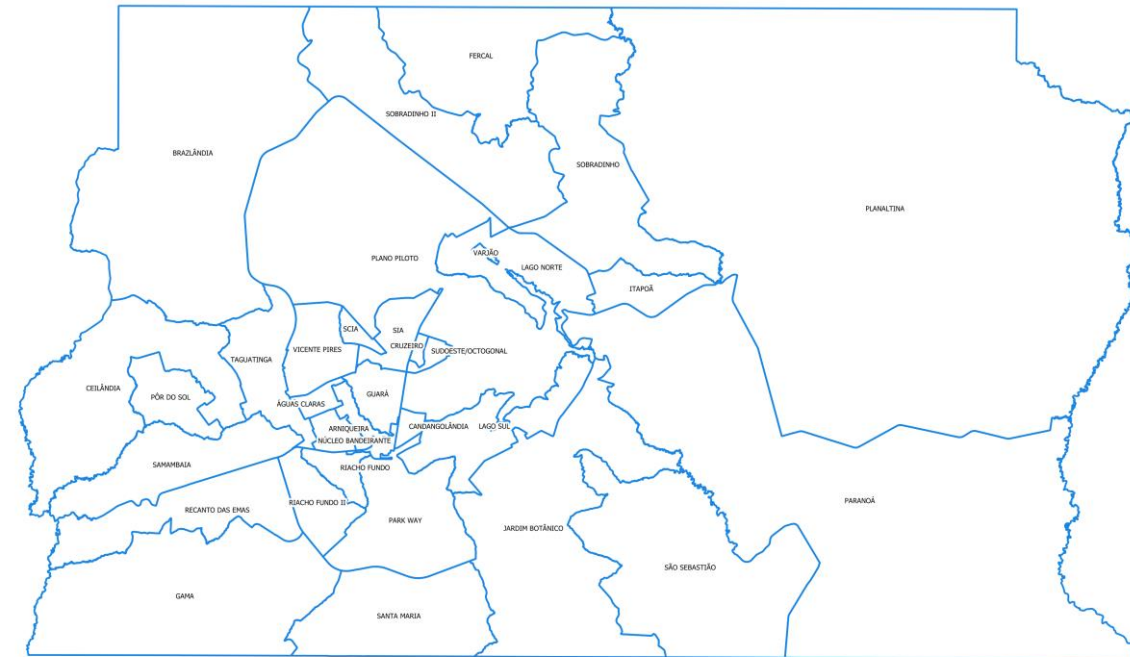 FERCAL
SOBRADINHO II
BRAZLÂNDIA
SOBRADINHO
PLANALTINA
PLANO PILOTO
VARJÃO
LAGO NORTE
ITAPOÃ
SCIA
SIA
CRUZEIRO
VICENTE PIRES
SUDOESTE/OCTOGONAL
TAGUATINGA
CEILÂNDIA
PÔR DO SOL
GUARÁ
ÁGUAS CLARAS
ARNIQUEIRA
CANDANGOLÂNDIA
LAGO SUL
NÚCLEO BANDEIRANTE
SAMAMBAIA
RIACHO FUNDO
RIACHO FUNDO II
PARANOÁ
RECANTO DAS EMAS
PARK WAY
JARDIM BOTÂNICO
SÃO SEBASTIÃO
GAMA
SANTA MARIA